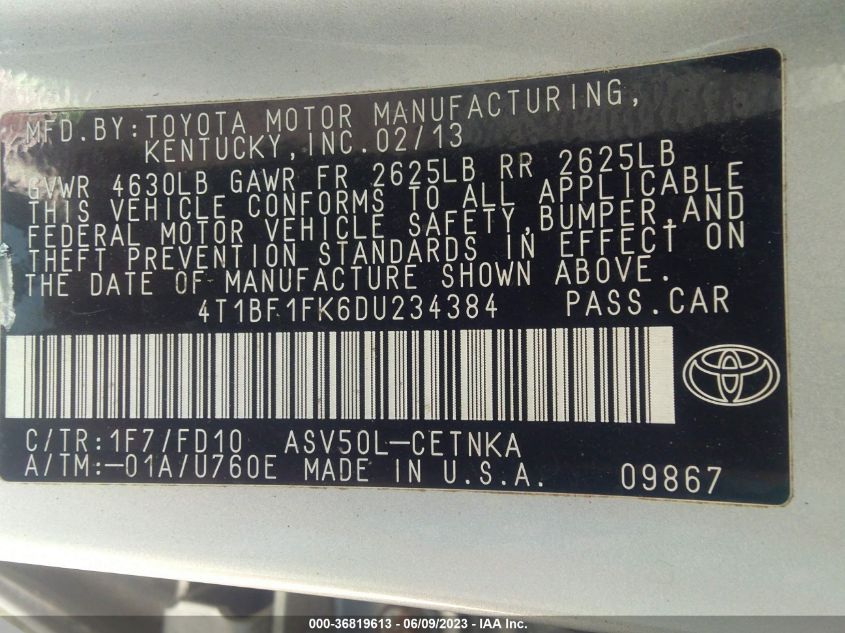 MFD.BY:TOYOTA MOTOR MANUFACTURING,
KENTUCKY,INC.02/13
GVWR 4630LB GAWR FR 2625LB RR 2625LB
THIS VEHICLE CONFORMS TO ALL APPLICABLE
FEDERAL MOTOR VEHICLE SAFETY,BUMPER,AND
THEFT PREVENTION STANDARDS IN EFFECT ON
THE DATE OF MANUFACTURE SHOWN ABOVE.
4T1BF1FK6DU234384 PASS.CAR
C/TR:1F7/FD10 ASV50L-CETNKA
A/TM:-01A/U760E MADE IN U.S.A. 09867
000-36819613 - 06/09/2023 - IAA Inc.